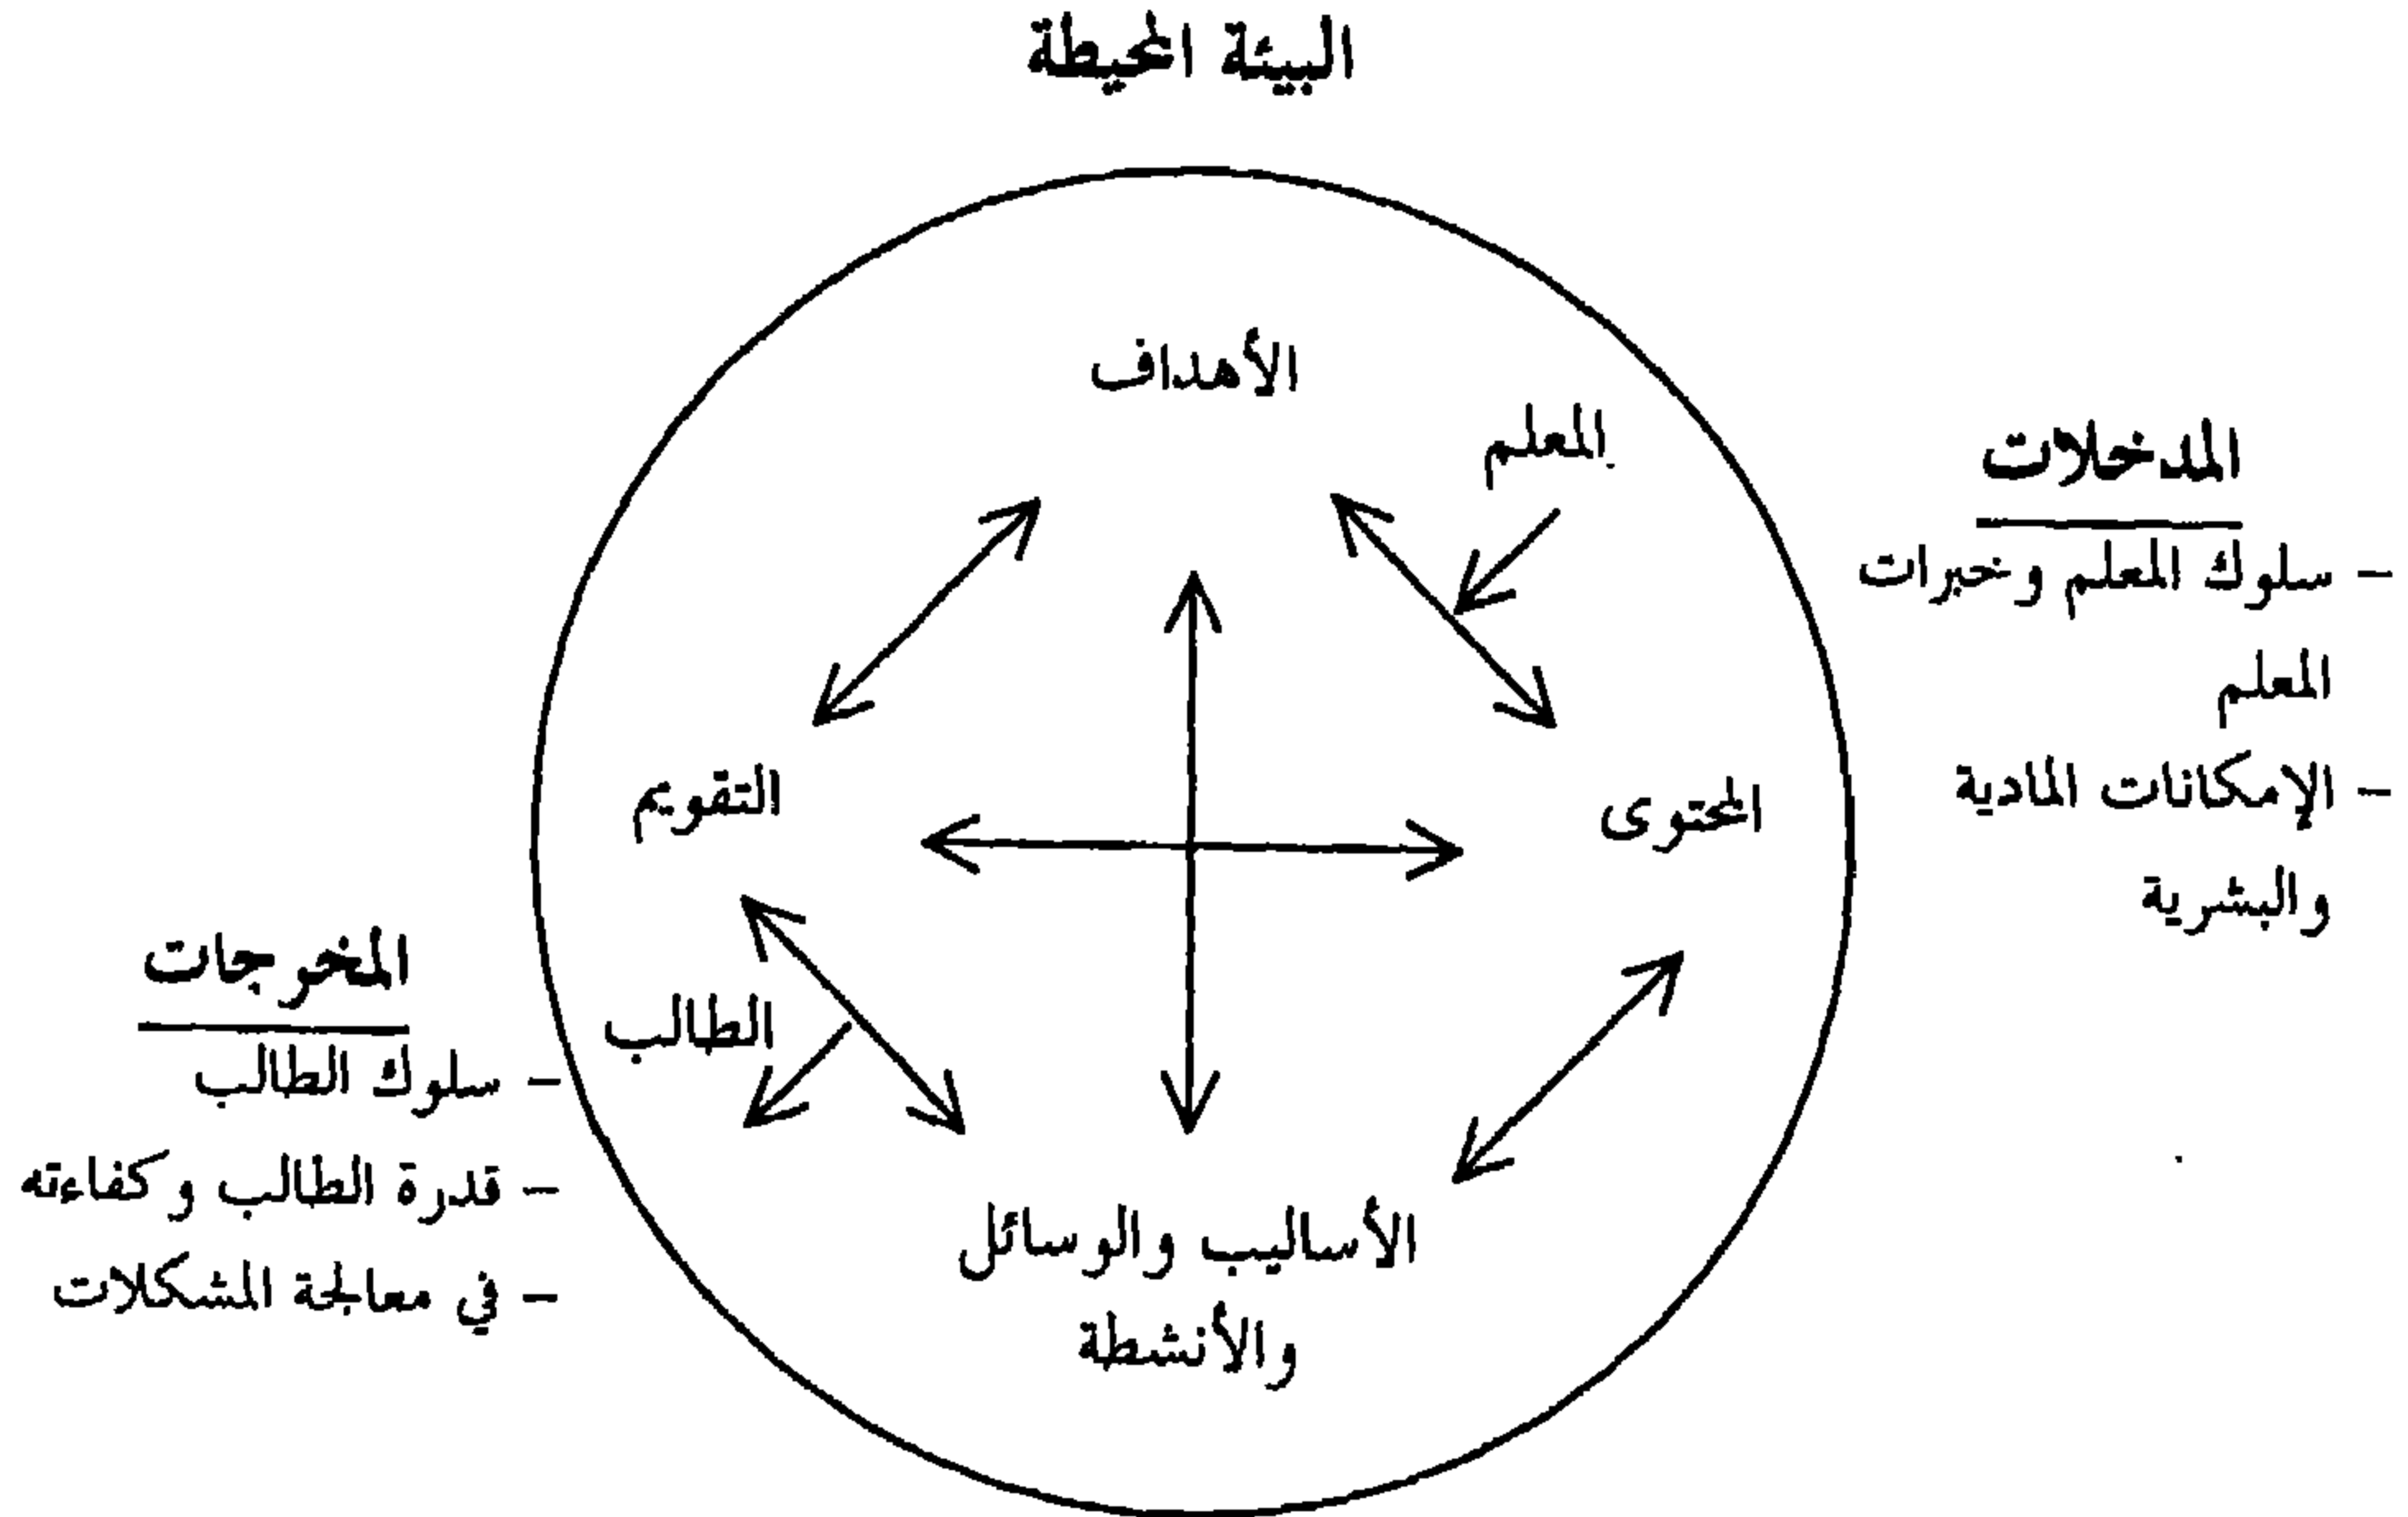 البيئة المحيطة
الأهداف
المعلم
المدخلات
– سلوك المعلم وخبرات
المعلم
– الإمكانات المادية
والبشرية
المحتوى
التقويم
الطالب
المخرجات
– سلوك الطالب
– قدرة الطالب وكفاءته
– في معالجة المشكلات
الأساليب والوسائل
والأنشطة